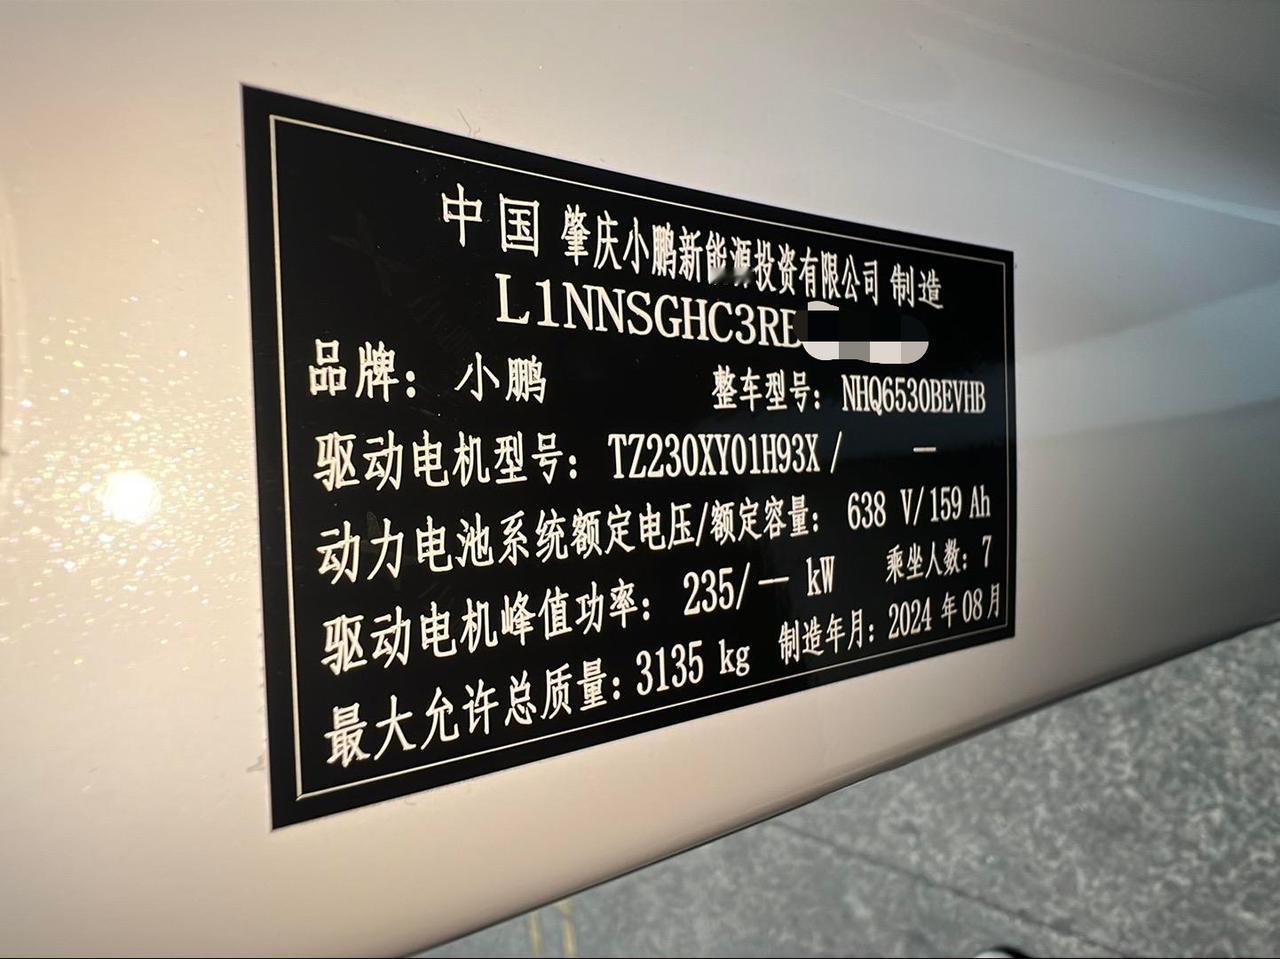 中国 肇庆小鹏新能源投资有限公司 制造
L1NNSGHC3RB
品牌: 小鹏 整车型号: NHQ6530BEVHB
驱动电机型号: TZ230XY01H93X / —
动力电池系统额定电压/额定容量: 638 V/159 Ah
驱动电机峰值功率: 235/— kW 乘坐人数: 7
最大允许总质量: 3135 kg 制造年月: 2024 年 08 月